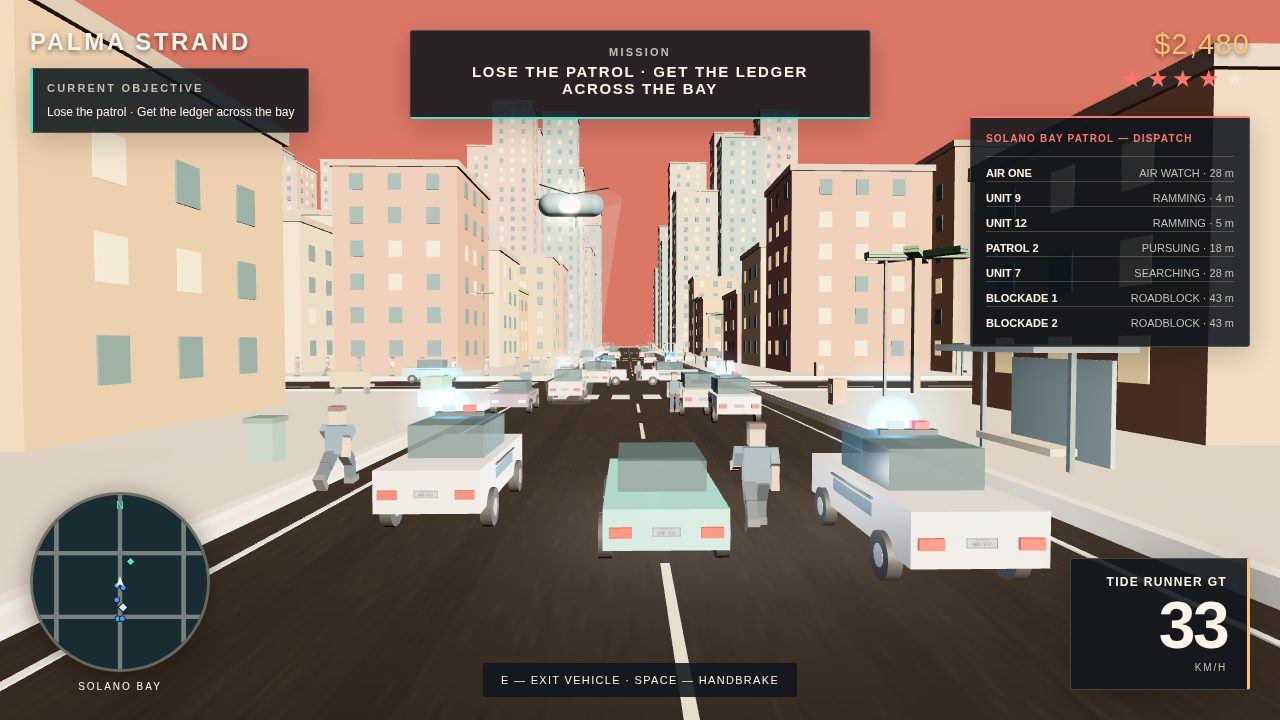 PALMA STRAND
CURRENT OBJECTIVE
Lose the patrol · Get the ledger across the bay
MISSION
LOSE THE PATROL · GET THE LEDGER
ACROSS THE BAY
$2,480
SOLANO BAY PATROL — DISPATCH
AIR ONE AIR WATCH · 28 m
UNIT 9 RAMMING · 4 m
UNIT 12 RAMMING · 5 m
PATROL 2 PURSUING · 18 m
UNIT 7 SEARCHING · 28 m
BLOCKADE 1 ROADBLOCK · 43 m
BLOCKADE 2 ROADBLOCK · 43 m
N
SOLANO BAY
E — EXIT VEHICLE · SPACE — HANDBRAKE
TIDE RUNNER GT
33
KM/H